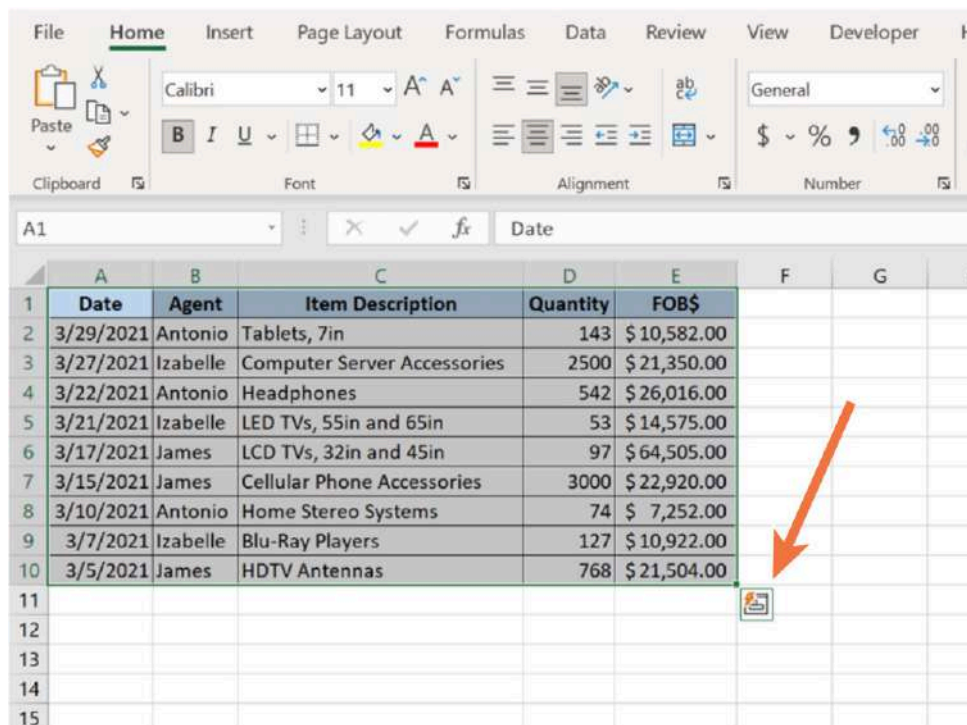 File Home Insert Page Layout Formulas Data Review View Developer
Calibri 11 A A ab General
Paste B I U A $ % 9 .00 .00
Clipboard Font Alignment Number
A1 fx Date
A B C D E F G
1 Date Agent Item Description Quantity FOB$
2 3/29/2021 Antonio Tablets, 7in 143 $10,582.00
3 3/27/2021 Izabelle Computer Server Accessories 2500 $21,350.00
4 3/22/2021 Antonio Headphones 542 $26,016.00
5 3/21/2021 Izabelle LED TVs, 55in and 65in 53 $14,575.00
6 3/17/2021 James LCD TVs, 32in and 45in 97 $64,505.00
7 3/15/2021 James Cellular Phone Accessories 3000 $22,920.00
8 3/10/2021 Antonio Home Stereo Systems 74 $ 7,252.00
9 3/7/2021 Izabelle Blu-Ray Players 127 $10,922.00
10 3/5/2021 James HDTV Antennas 768 $21,504.00
11
12
13
14
15